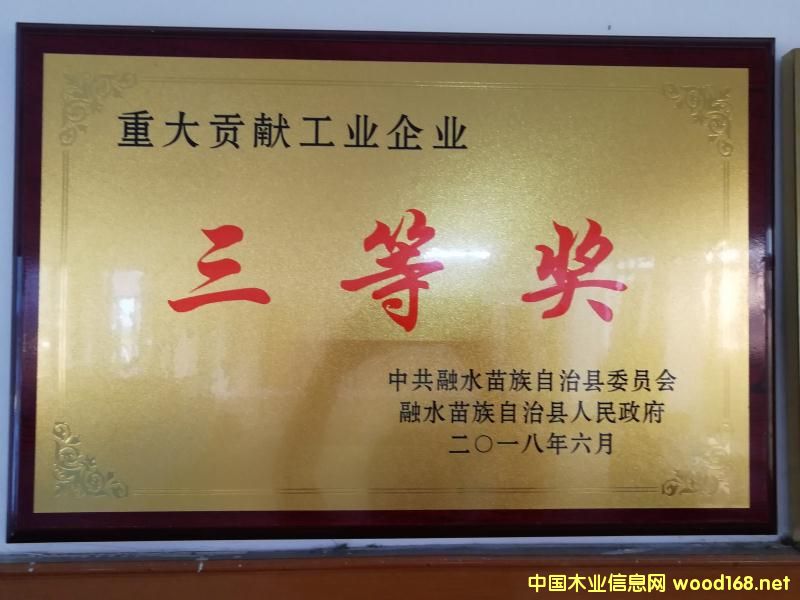 重大贡献工业企业
三等奖
中共融水苗族自治县委员会
融水苗族自治县人民政府
二〇一八年六月
中国木业信息网 wood168.net